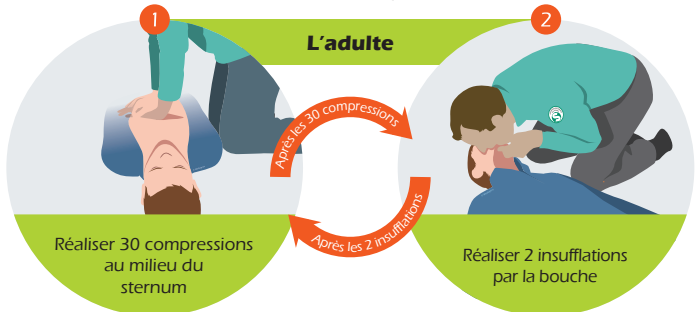 1
L'adulte
2
Après les 30 compressions
Après les 2 insufflations
Réaliser 30 compressions
au milieu du
sternum
Réaliser 2 insufflations
par la bouche